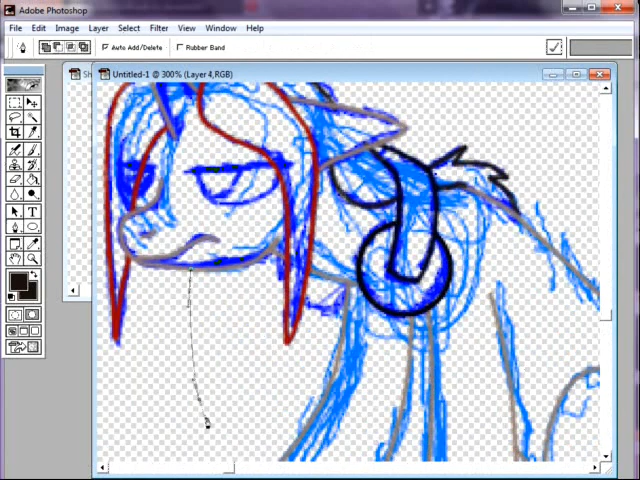 Adobe Photoshop
File Edit Image Layer Select Filter View Window Help
Auto Add/Delete Rubber Band
Sh
Untitled-1 @ 300% (Layer 4,RGB)
T